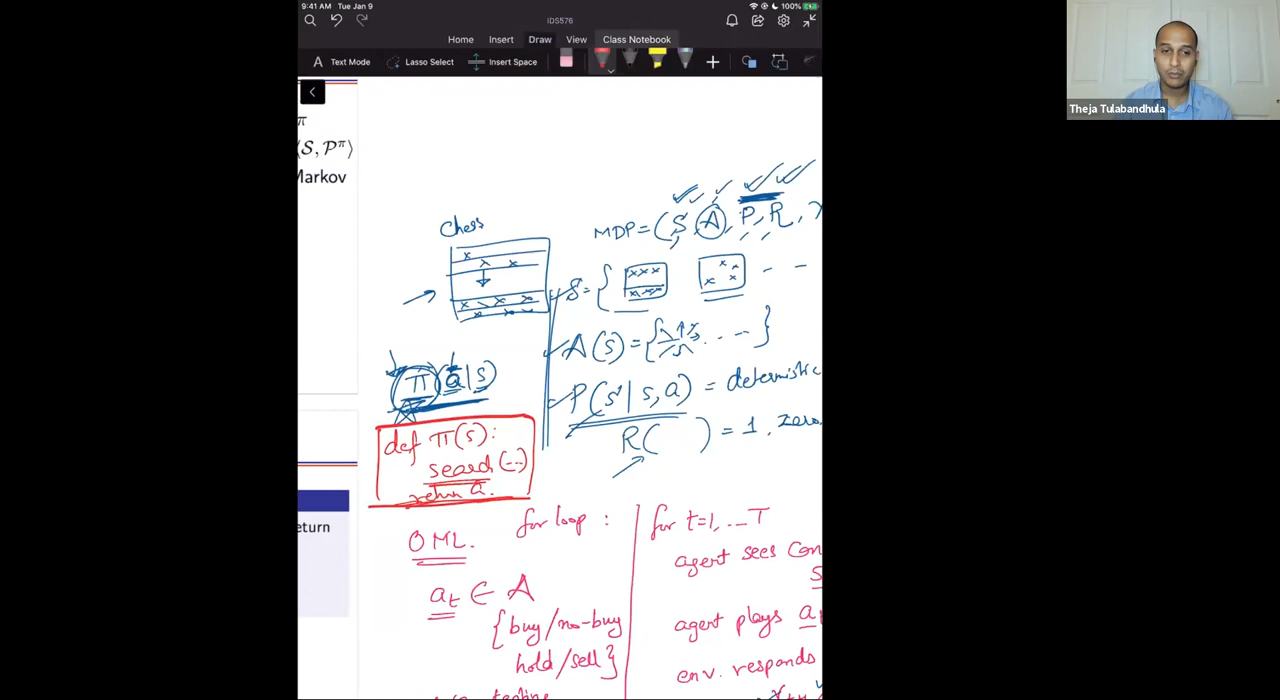 9:41 AM Tue Jan 9
100%
IDS576
Home Insert Draw View Class Notebook
Text Mode Lasso Select Insert Space
Theja Tulabandhula
π
⟨S, Pπ⟩
Markov
eturn
Chess
MDP = (S, A, P, R,
S = {
A(s) = { ... }
π(a|s)
P(s'|s,a) = deterministic
R( ) = 1, zero
def π(s):
search(--)
return a.
OML.
for loop :
a_t ∈ A
{buy/no-buy
hold/sell}
for t=1,...T
agent sees con
s
agent plays a
env. responds